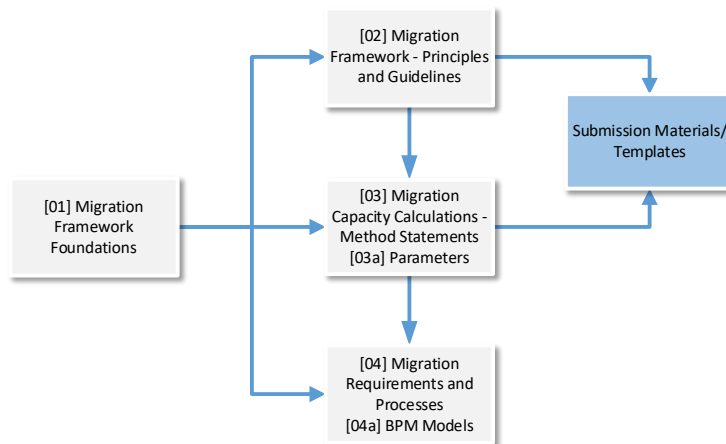 [02] Migration
Framework - Principles
and Guidelines
Submission Materials/
Templates
[01] Migration
Framework
Foundations
[03] Migration
Capacity Calculations -
Method Statements
[03a] Parameters
[04] Migration
Requirements and
Processes
[04a] BPM Models